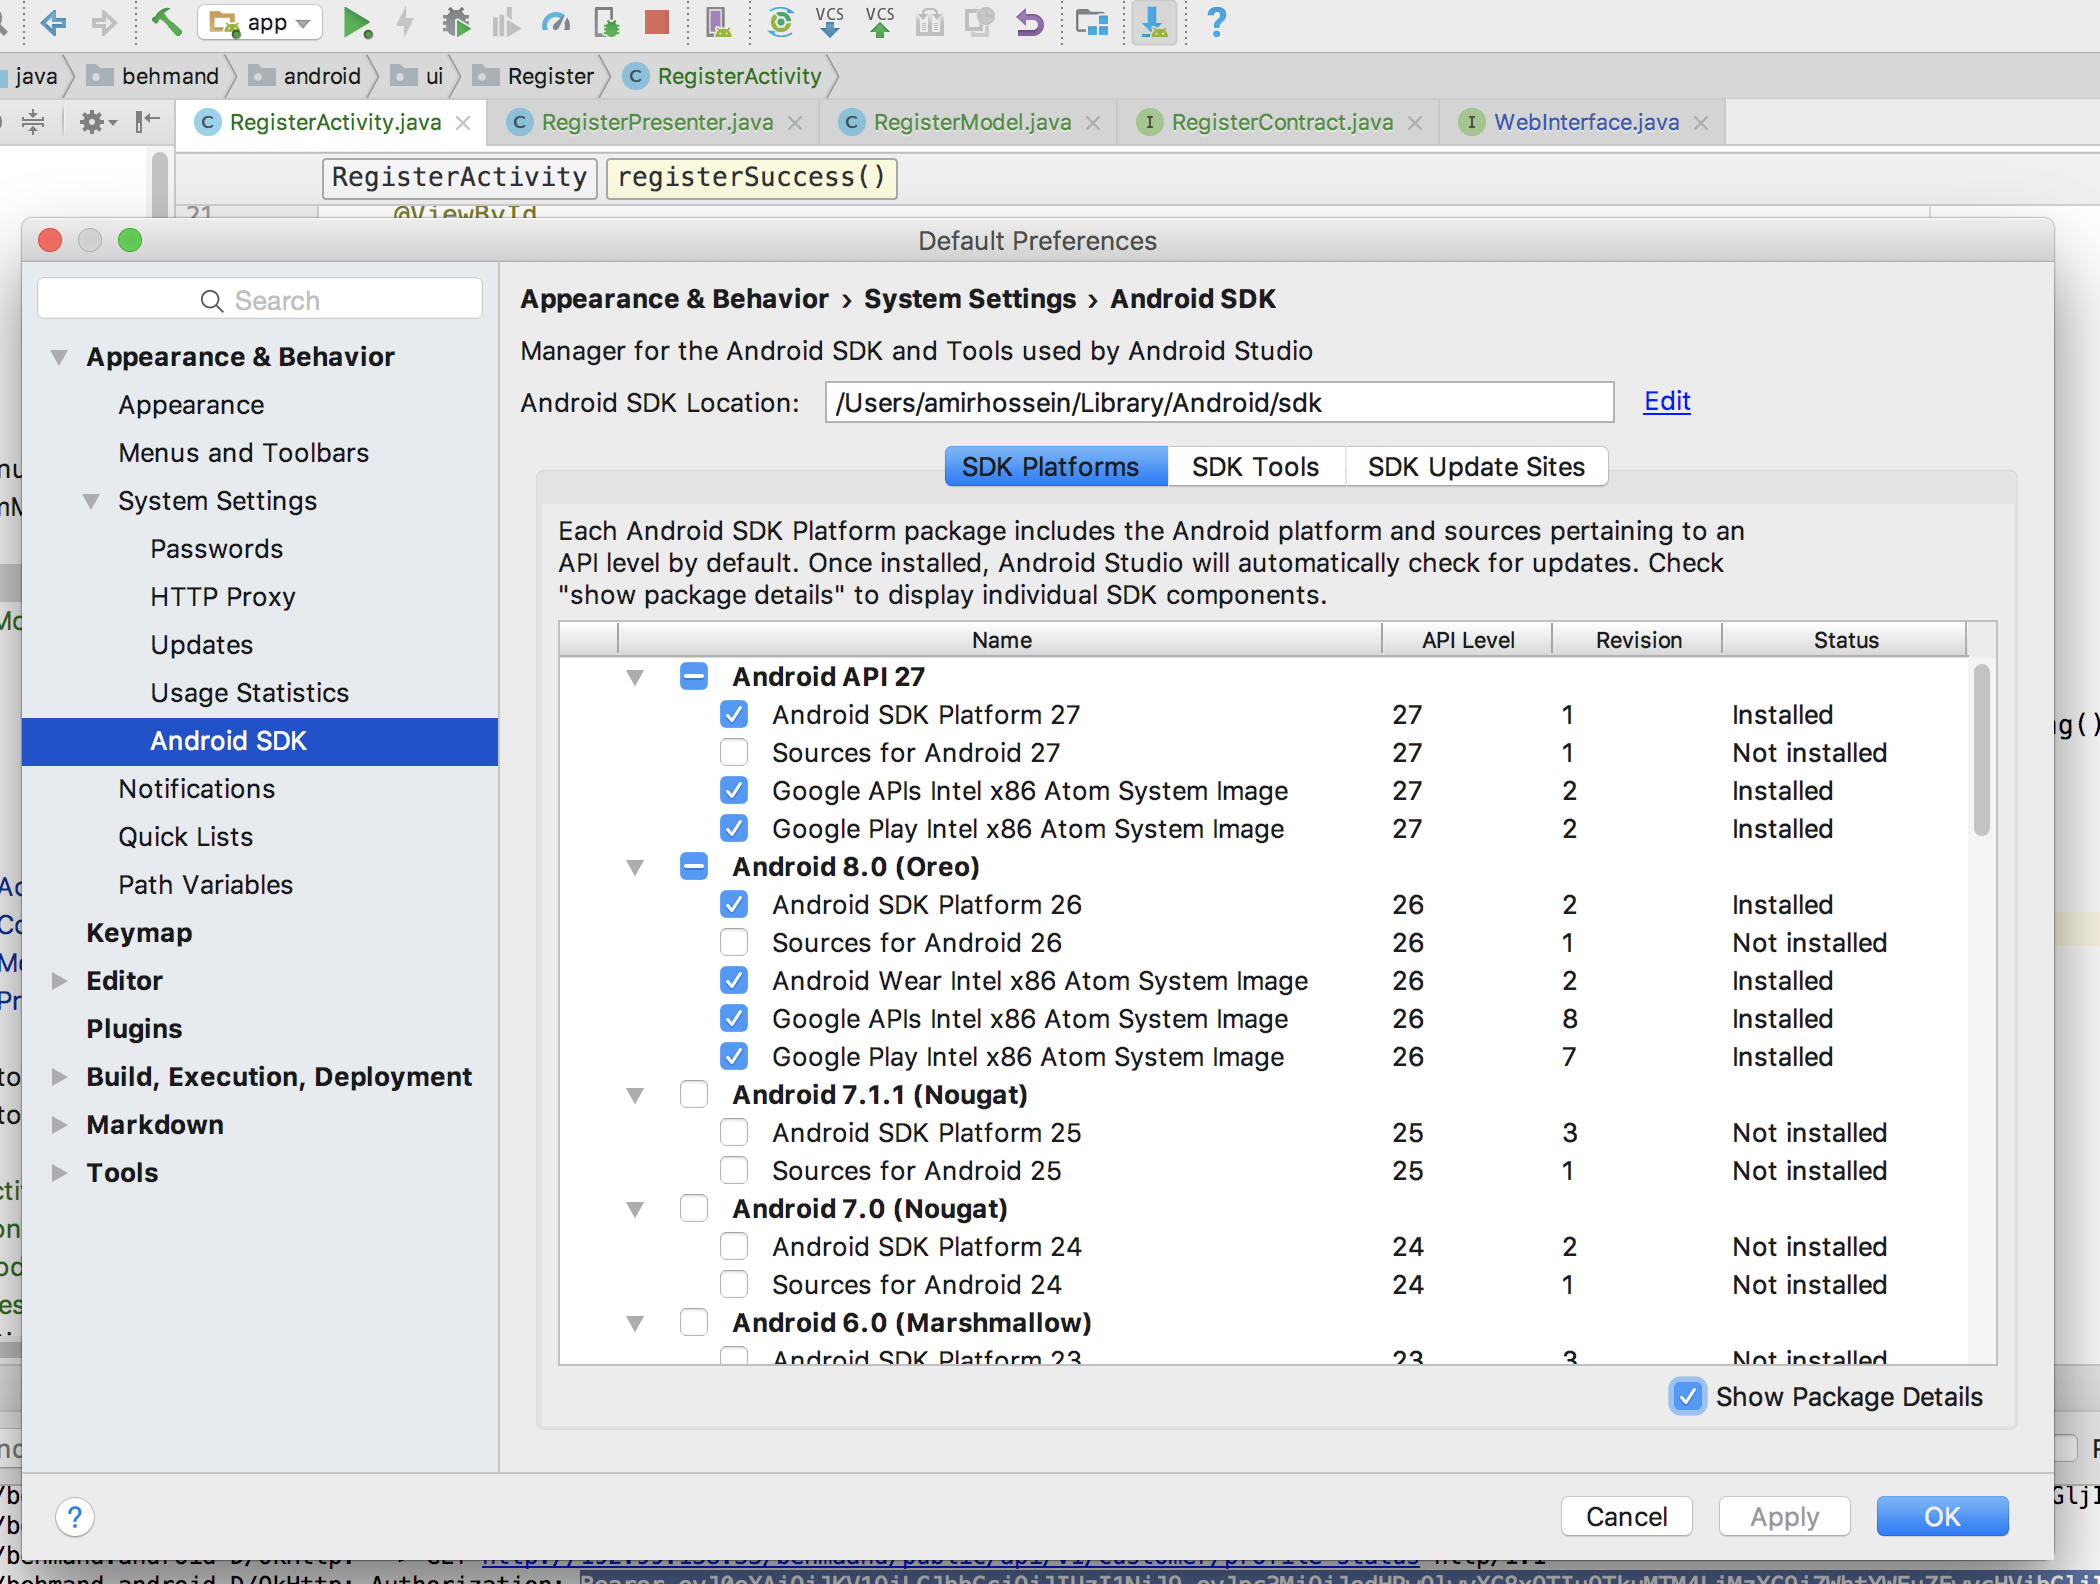 app
VCS
VCS
java
behmand
android
ui
Register
C RegisterActivity
C RegisterActivity.java
C RegisterPresenter.java
C RegisterModel.java
I RegisterContract.java
I WebInterface.java
RegisterActivity
registerSuccess()
21
@ViewById
Default Preferences
Search
Appearance & Behavior
Appearance
Menus and Toolbars
System Settings
Passwords
HTTP Proxy
Updates
Usage Statistics
Android SDK
Notifications
Quick Lists
Path Variables
Keymap
Editor
Plugins
Build, Execution, Deployment
Markdown
Tools
Appearance & Behavior › System Settings › Android SDK
Manager for the Android SDK and Tools used by Android Studio
Android SDK Location: /Users/amirhossein/Library/Android/sdk Edit
SDK Platforms
SDK Tools
SDK Update Sites
Each Android SDK Platform package includes the Android platform and sources pertaining to an
API level by default. Once installed, Android Studio will automatically check for updates. Check
"show package details" to display individual SDK components.
Name API Level Revision Status
Android API 27
Android SDK Platform 27 27 1 Installed
Sources for Android 27 27 1 Not installed
Google APIs Intel x86 Atom System Image 27 2 Installed
Google Play Intel x86 Atom System Image 27 2 Installed
Android 8.0 (Oreo)
Android SDK Platform 26 26 2 Installed
Sources for Android 26 26 1 Not installed
Android Wear Intel x86 Atom System Image 26 2 Installed
Google APIs Intel x86 Atom System Image 26 8 Installed
Google Play Intel x86 Atom System Image 26 7 Installed
Android 7.1.1 (Nougat)
Android SDK Platform 25 25 3 Not installed
Sources for Android 25 25 1 Not installed
Android 7.0 (Nougat)
Android SDK Platform 24 24 2 Not installed
Sources for Android 24 24 1 Not installed
Android 6.0 (Marshmallow)
Android SDK Platform 23 23 3 Not installed
Show Package Details
?
Cancel
Apply
OK